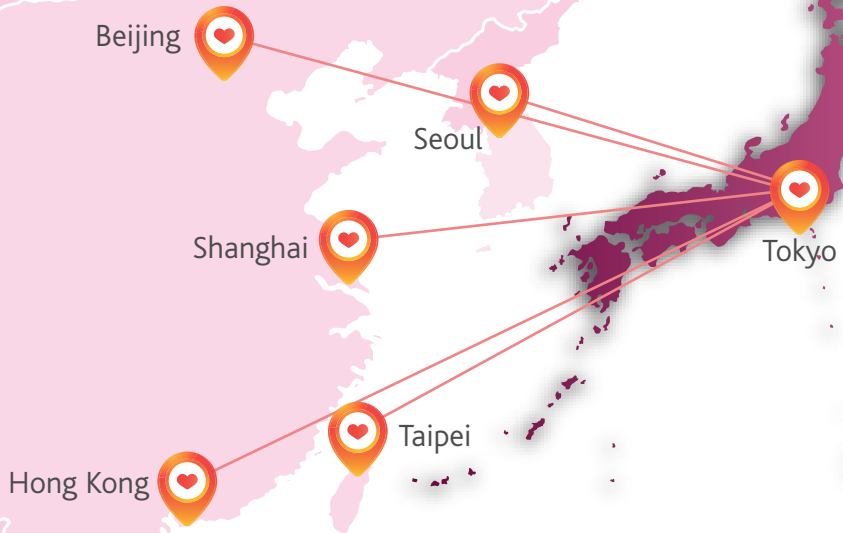 Beijing
Seoul
Shanghai
Tokyo
Taipei
Hong Kong